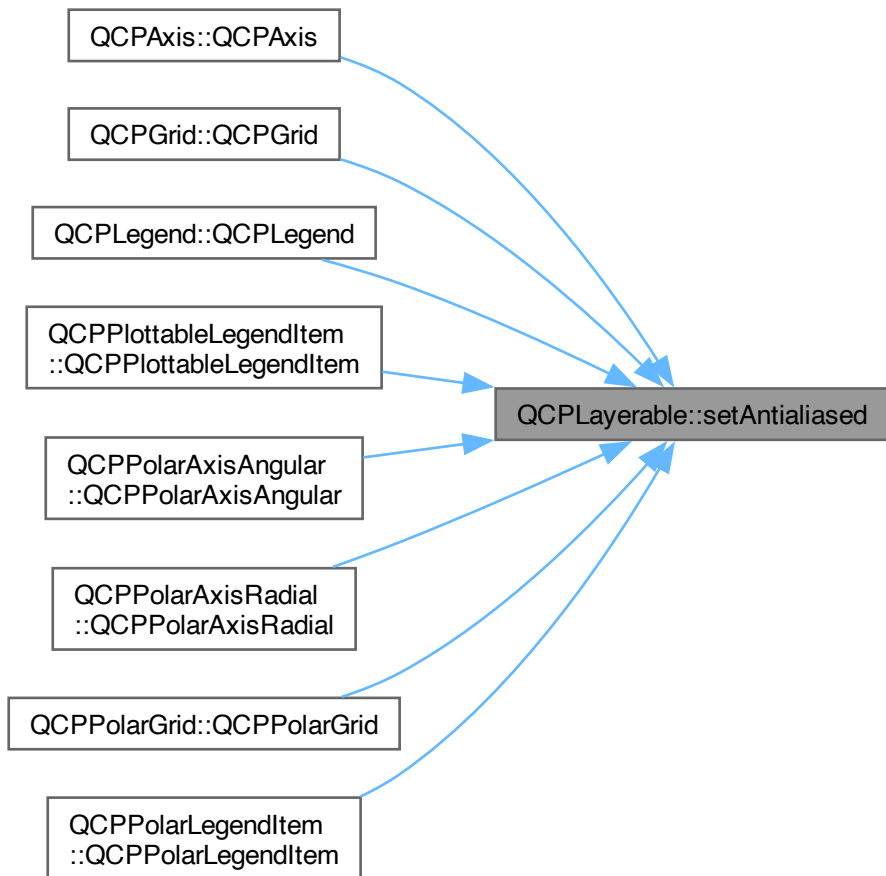 QCPAxis::QCPAxis
QCPGrid::QCPGrid
QCPLegend::QCPLegend
QCPPlottableLegendItem
::QCPPlottableLegendItem
QCPLayerable::setAntialiased
QCPPolarAxisAngular
::QCPPolarAxisAngular
QCPPolarAxisRadial
::QCPPolarAxisRadial
QCPPolarGrid::QCPPolarGrid
QCPPolarLegendItem
::QCPPolarLegendItem